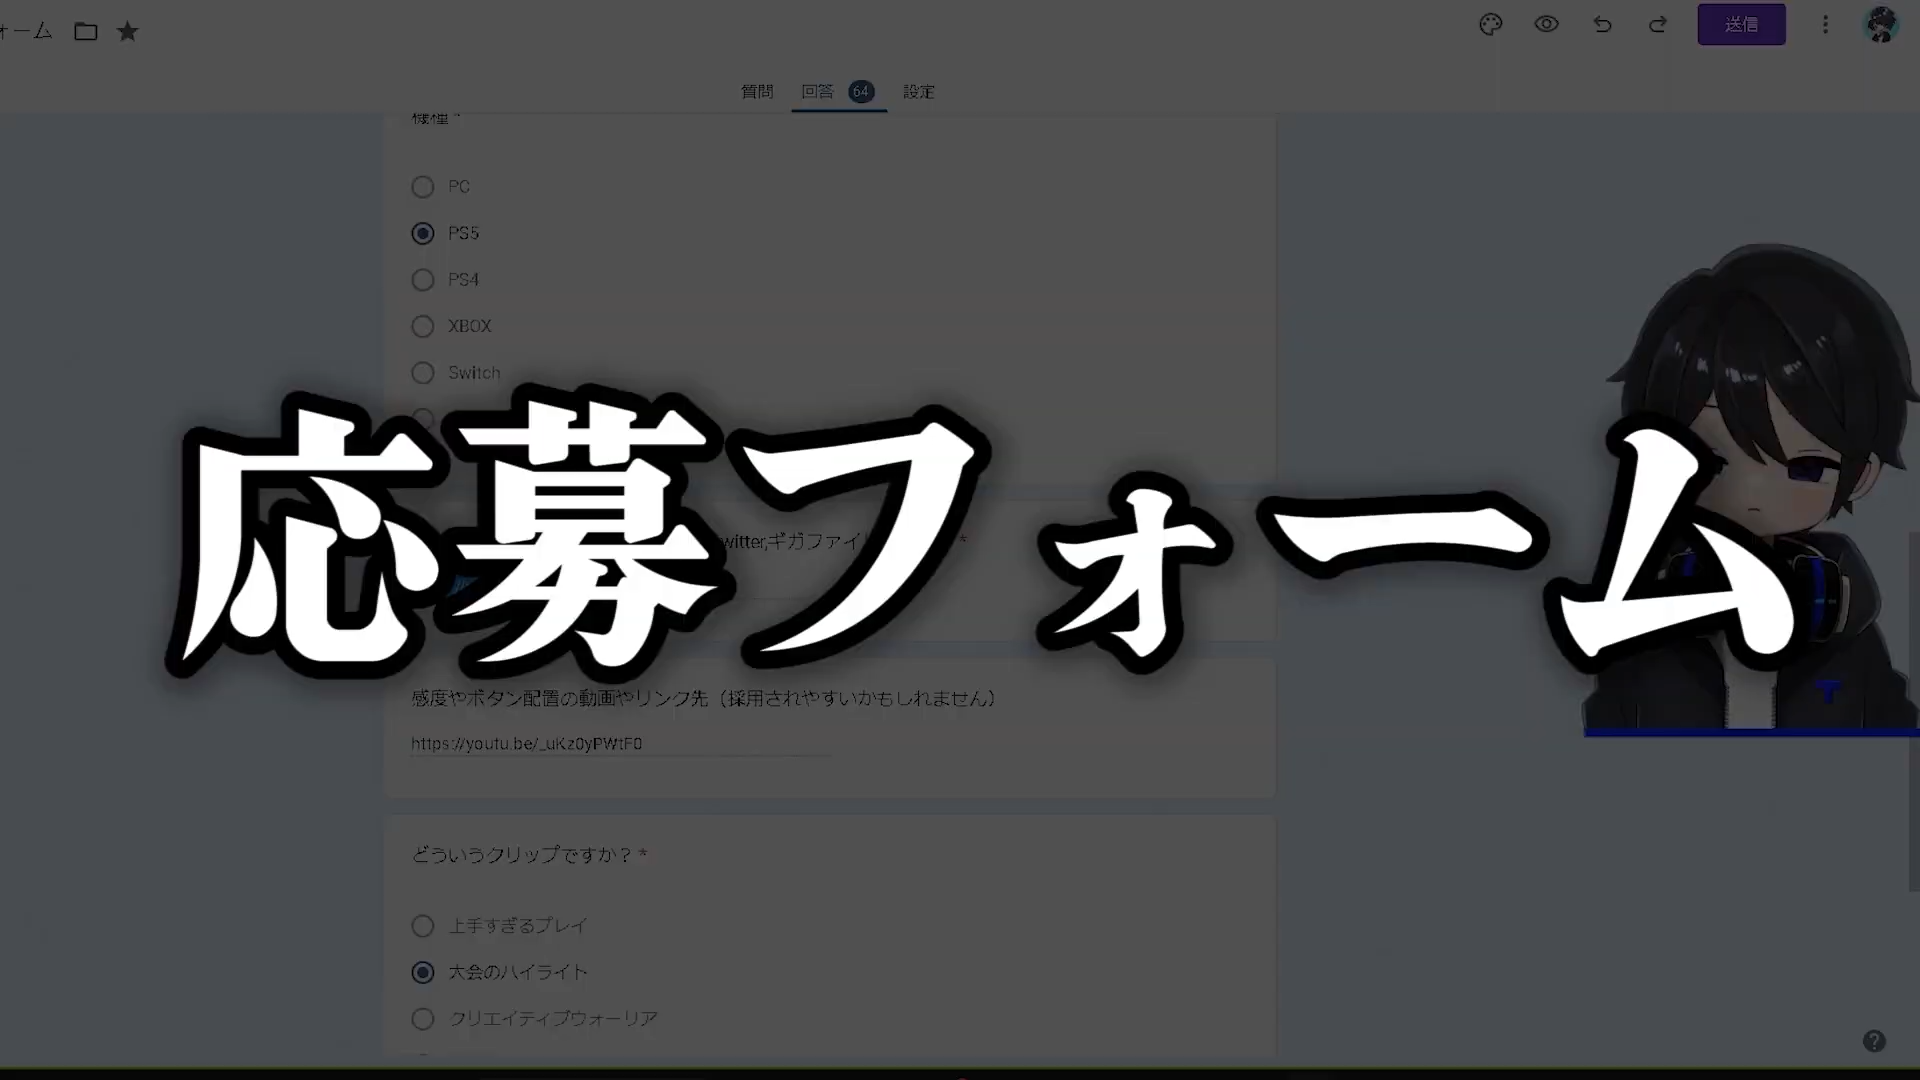 ォーム
送信
質問 回答 64 設定
機種 *
PC
PS5
PS4
XBOX
Switch
応募フォーム
witter,ギガファイ
*
感度やボタン配置の動画やリンク先（採用されやすいかもしれません）
https://youtu.be/_uKz0yPWtF0
どういうクリップですか？ *
上手すぎるプレイ
大会のハイライト
クリエイティブウォーリア